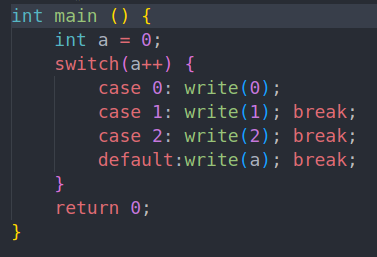 int main () {
    int a = 0;
    switch(a++) {
        case 0: write(0);
        case 1: write(1); break;
        case 2: write(2); break;
        default:write(a); break;
    }
    return 0;
}